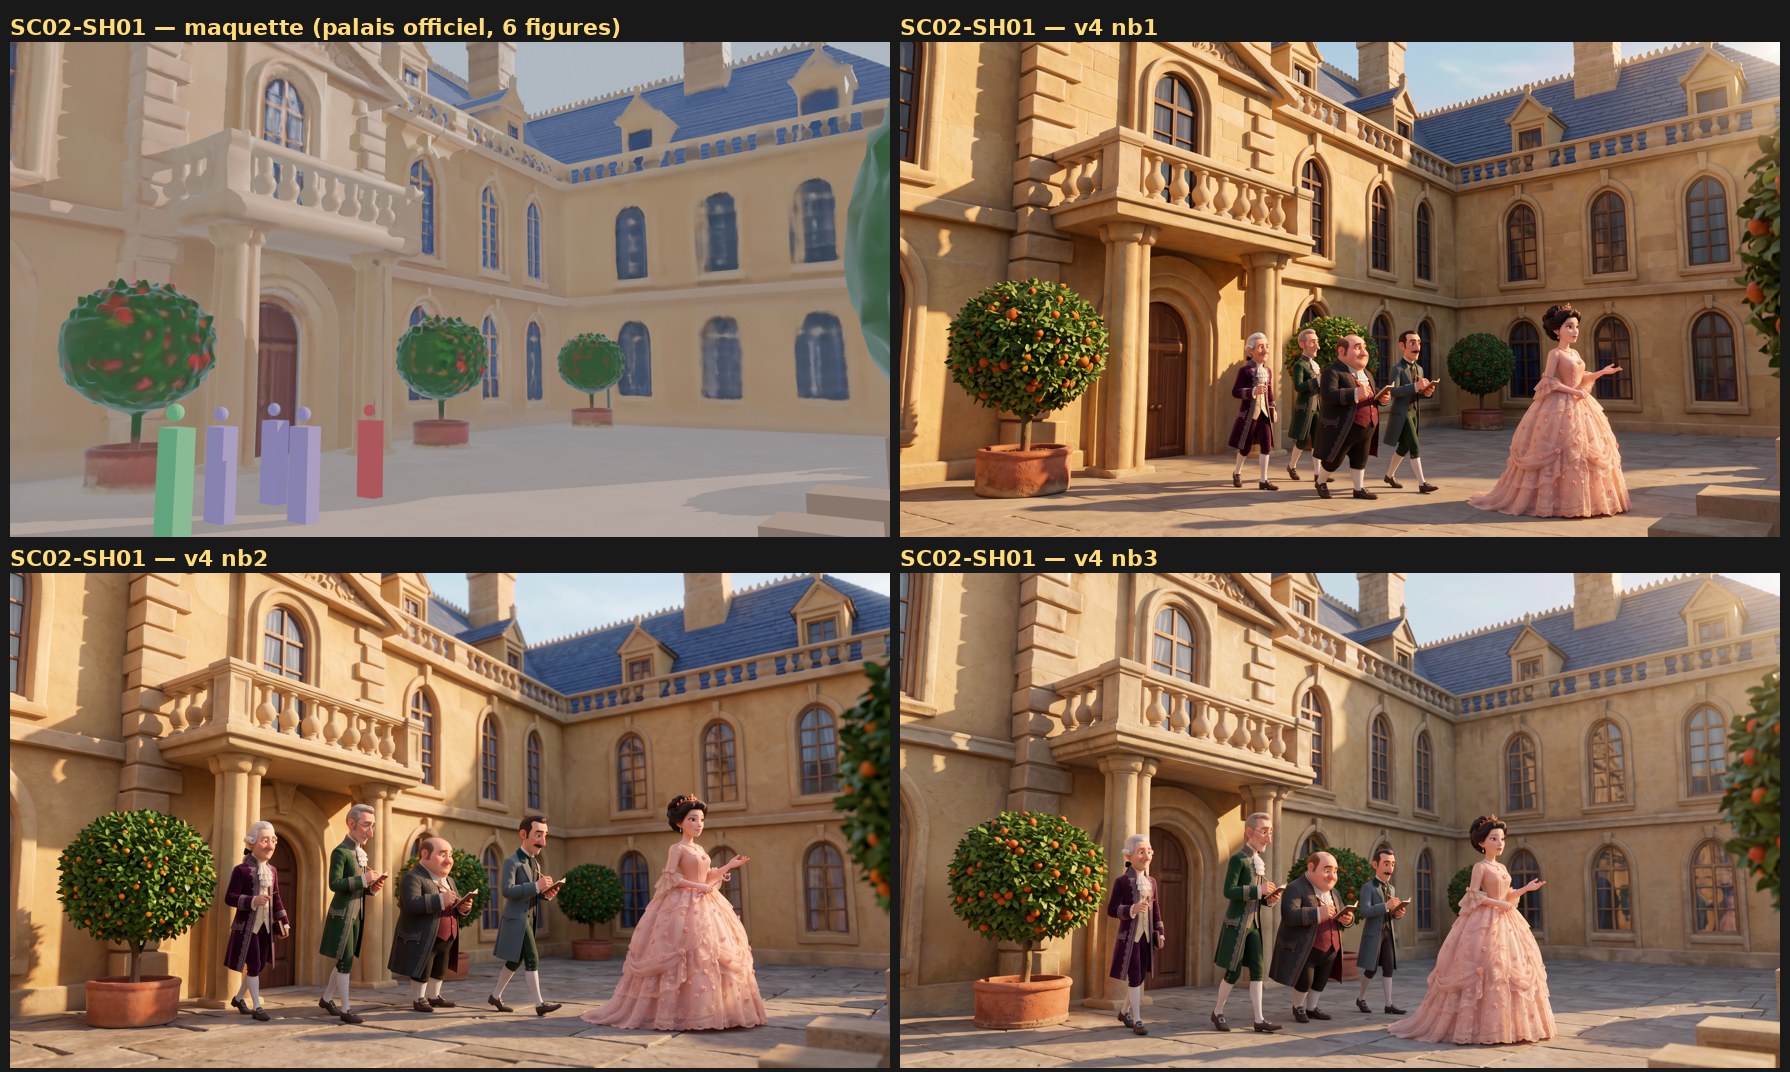 SC02-SH01 — maquette (palais officiel, 6 figures)
SC02-SH01 — v4 nb1
SC02-SH01 — v4 nb2
SC02-SH01 — v4 nb3